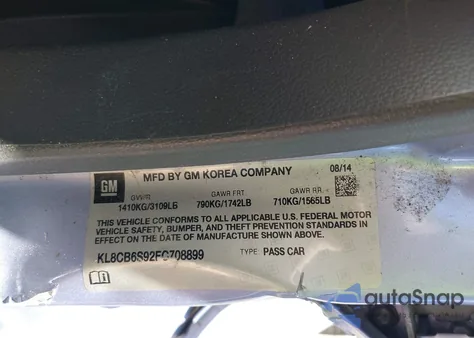 MFD BY GM KOREA COMPANY
08/14
GM
GVWR GAWR FRT. GAWR RR.
1410KG/3109LB 790KG/1742LB 710KG/1565LB
THIS VEHICLE CONFORMS TO ALL APPLICABLE U.S. FEDERAL MOTOR
VEHICLE SAFETY, BUMPER, AND THEFT PREVENTION STANDARDS IN
EFFECT ON THE DATE OF MANUFACTURE SHOWN ABOVE.
KL8CB6S92FC708899 TYPE: PASS CAR
autoSnap